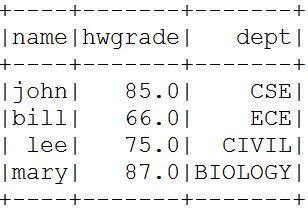 +----+-------+-------+
|name|hwgrade|   dept|
+----+-------+-------+
|john|   85.0|    CSE|
|bill|   66.0|    ECE|
| lee|   75.0|  CIVIL|
|mary|   87.0|BIOLOGY|
+----+-------+-------+